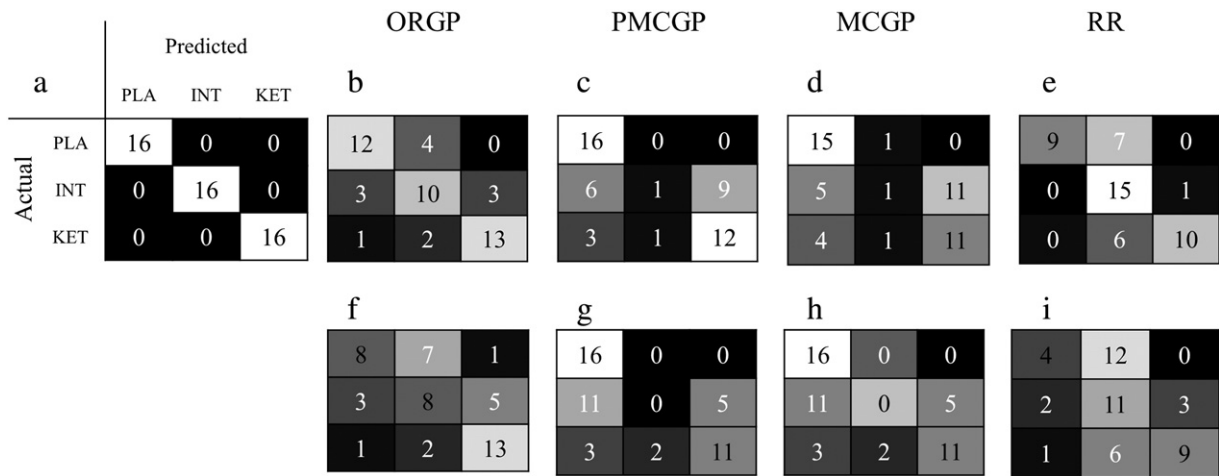 ORGP PMCGP MCGP RR
Predicted
a b c d e
PLA INT KET
Actual
PLA 16 0 0 12 4 0 16 0 0 15 1 0 9 7 0
INT 0 16 0 3 10 3 6 1 9 5 1 11 0 15 1
KET 0 0 16 1 2 13 3 1 12 4 1 11 0 6 10
f g h i
8 7 1 16 0 0 16 0 0 4 12 0
3 8 5 11 0 5 11 0 5 2 11 3
1 2 13 3 2 11 3 2 11 1 6 9